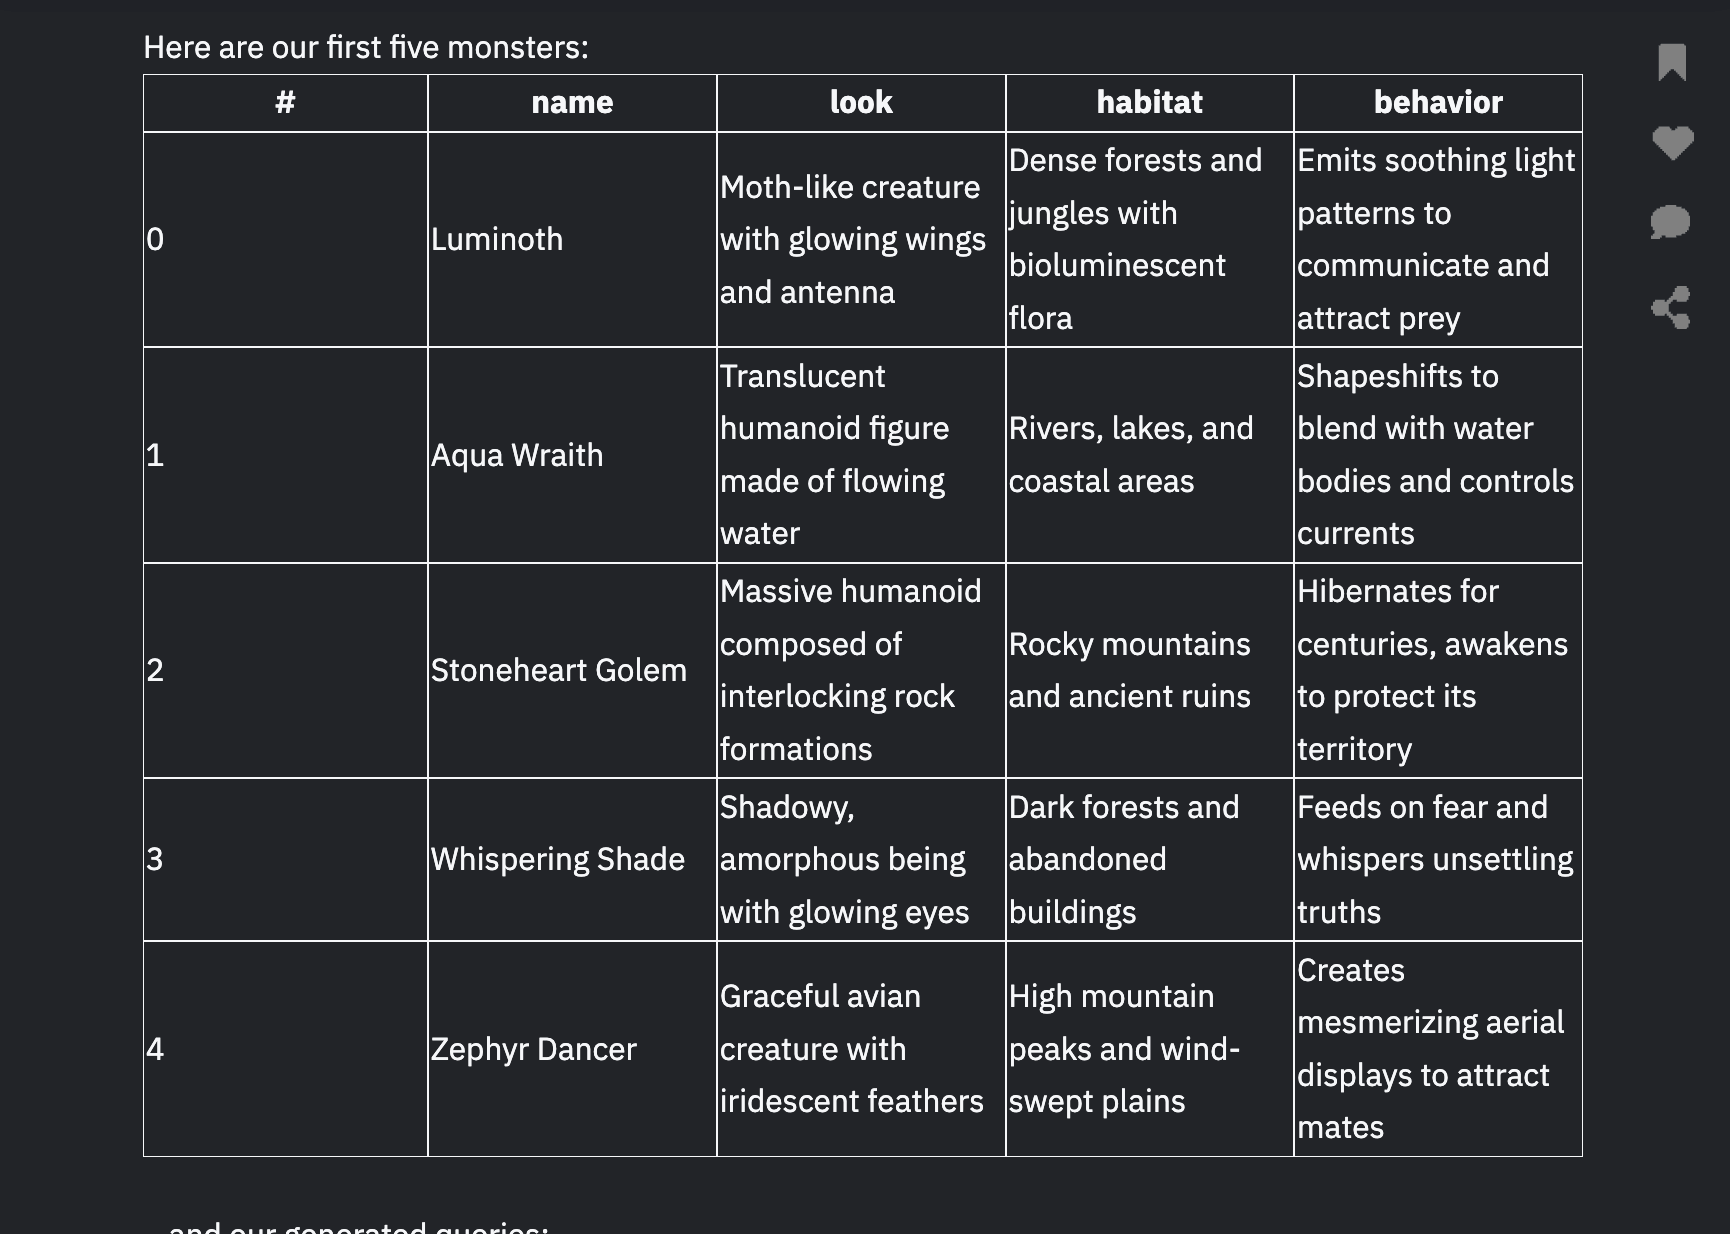 Here are our first five monsters:
# name look habitat behavior
0
Luminoth
Moth-like creature
with glowing wings
and antenna
Dense forests and
jungles with
bioluminescent
flora
Emits soothing light
patterns to
communicate and
attract prey
1
Aqua Wraith
Translucent
humanoid figure
made of flowing
water
Rivers, lakes, and
coastal areas
Shapeshifts to
blend with water
bodies and controls
currents
2
Stoneheart Golem
Massive humanoid
composed of
interlocking rock
formations
Rocky mountains
and ancient ruins
Hibernates for
centuries, awakens
to protect its
territory
3
Whispering Shade
Shadowy,
amorphous being
with glowing eyes
Dark forests and
abandoned
buildings
Feeds on fear and
whispers unsettling
truths
4
Zephyr Dancer
Graceful avian
creature with
iridescent feathers
High mountain
peaks and wind-
swept plains
Creates
mesmerizing aerial
displays to attract
mates
and our generated queries: